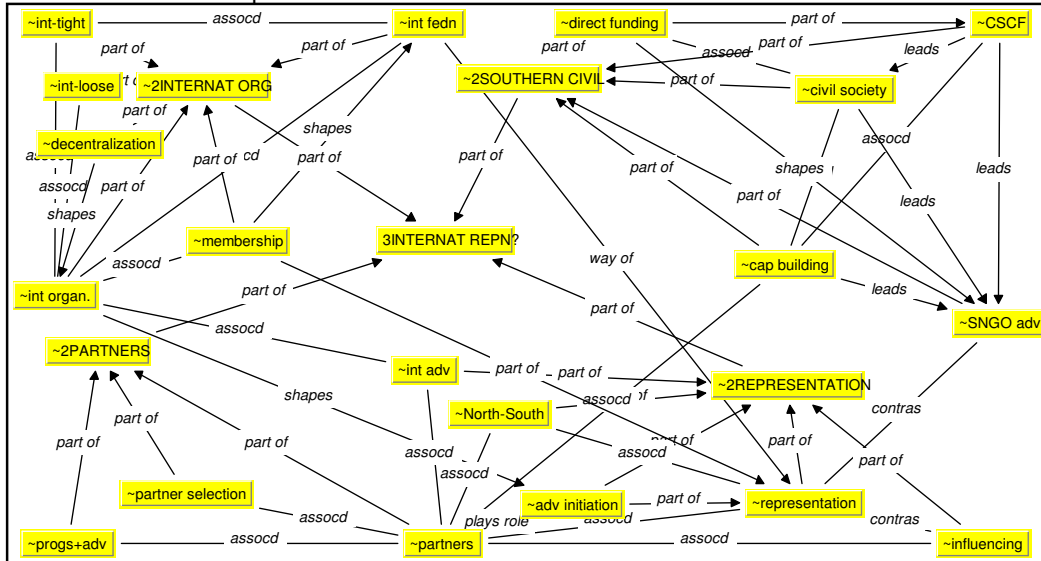 assocd
~int-tight
~int fedn
~direct funding
part of
~CSCF
part of
part of
part of
assocd
part of
leads
~int-loose
~2INTERNAT ORG
~2SOUTHERN CIVIL
part of
~civil society
part of
shapes
~decentralization
assocd
part of
part of
part of
shapes
leads
assocd
part of
part of
leads
shapes
~membership
3INTERNAT REPN?
way of
~cap building
assocd
leads
~int organ.
part of
part of
~SNGO adv
assocd
~2PARTNERS
~int adv
part of
part of
~2REPRESENTATION
shapes
assocd
~North-South
contras
part of
part of
part of
part of
assocd
part of
part of
assocd
~partner selection
~adv initiation
part of
~representation
assocd
plays role
assocd
contras
~progs+adv
assocd
~partners
assocd
~influencing